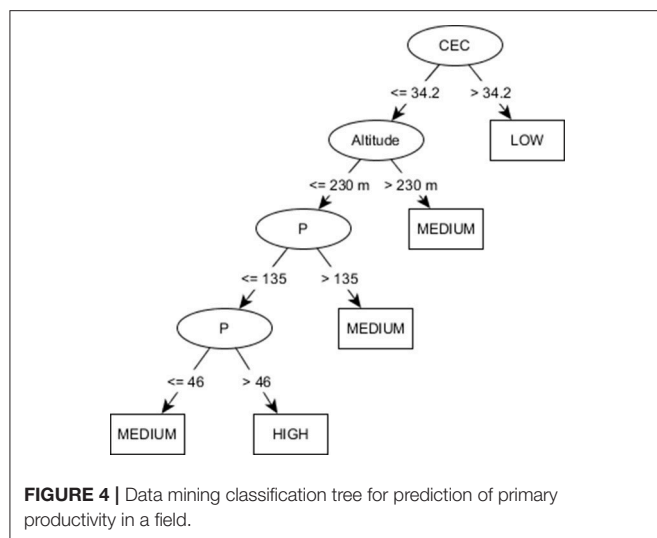 CEC
<= 34.2 > 34.2
Altitude LOW
<= 230 m > 230 m
P MEDIUM
<= 135 > 135
P MEDIUM
<= 46 > 46
MEDIUM HIGH
FIGURE 4 | Data mining classification tree for prediction of primary
productivity in a field.